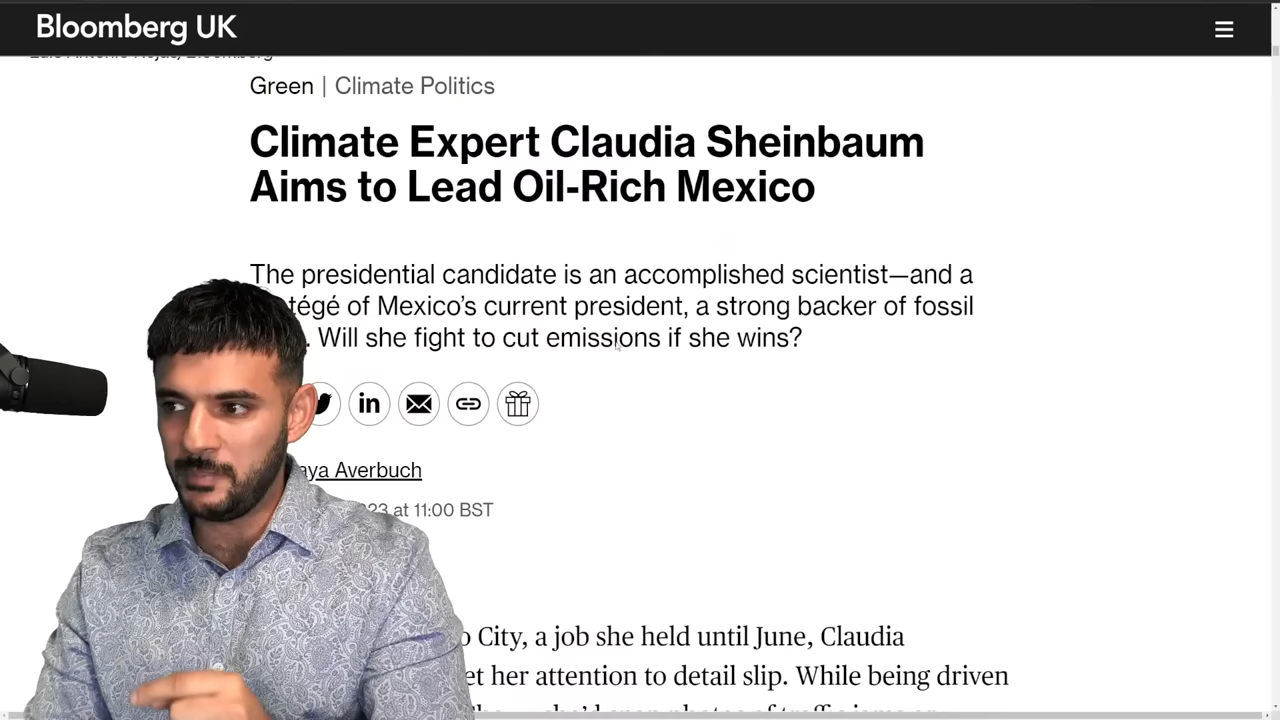 Bloomberg UK
Green | Climate Politics
Climate Expert Claudia Sheinbaum
Aims to Lead Oil-Rich Mexico
The presidential candidate is an accomplished scientist—and a
tégé of Mexico's current president, a strong backer of fossil
. Will she fight to cut emissions if she wins?
in
aya Averbuch
23 at 11:00 BST
City, a job she held until June, Claudia
et her attention to detail slip. While being driven